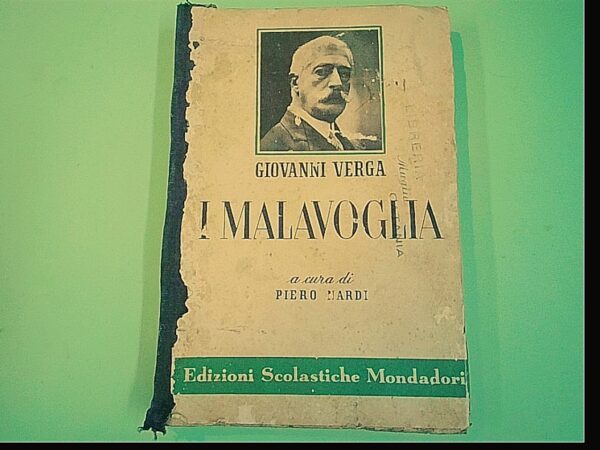 GIOVANNI VERGA
I MALAVOGLIA
a cura di
PIERO NARDI
Edizioni Scolastiche Mondadori